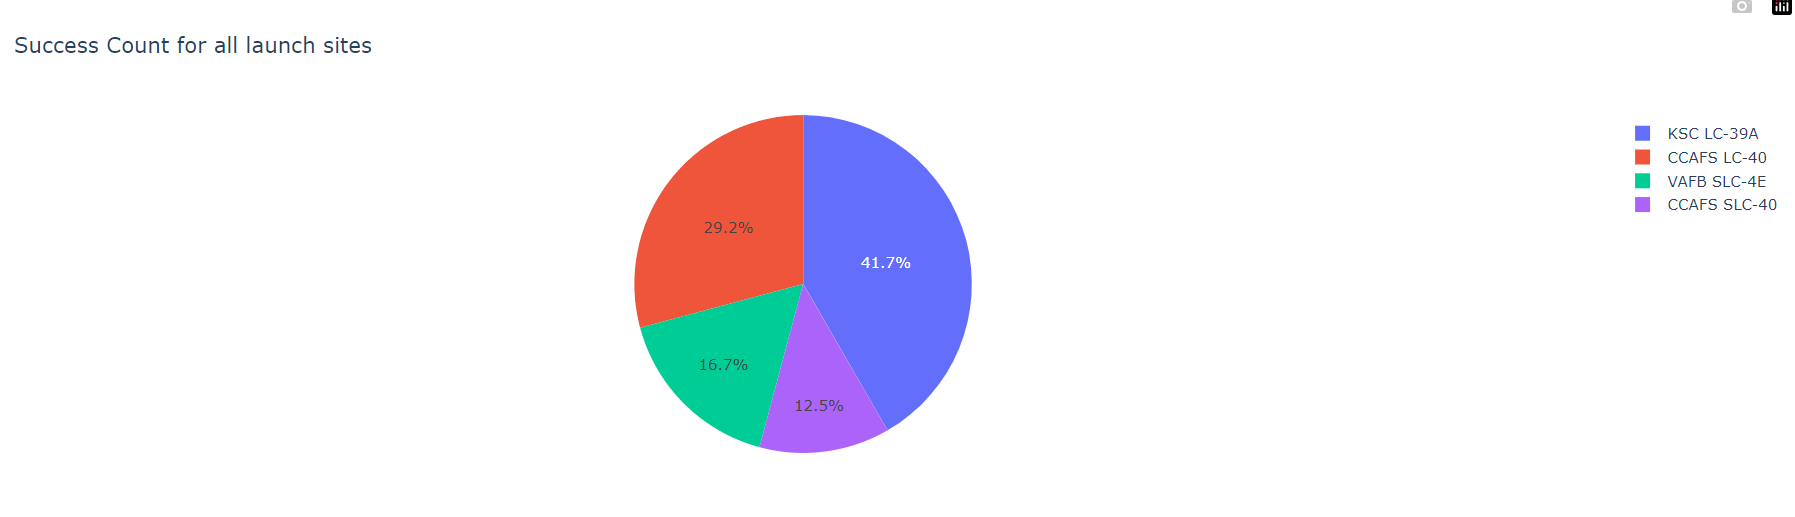 Success Count for all launch sites
KSC LC-39A
CCAFS LC-40
VAFB SLC-4E
CCAFS SLC-40
29.2%
41.7%
16.7%
12.5%